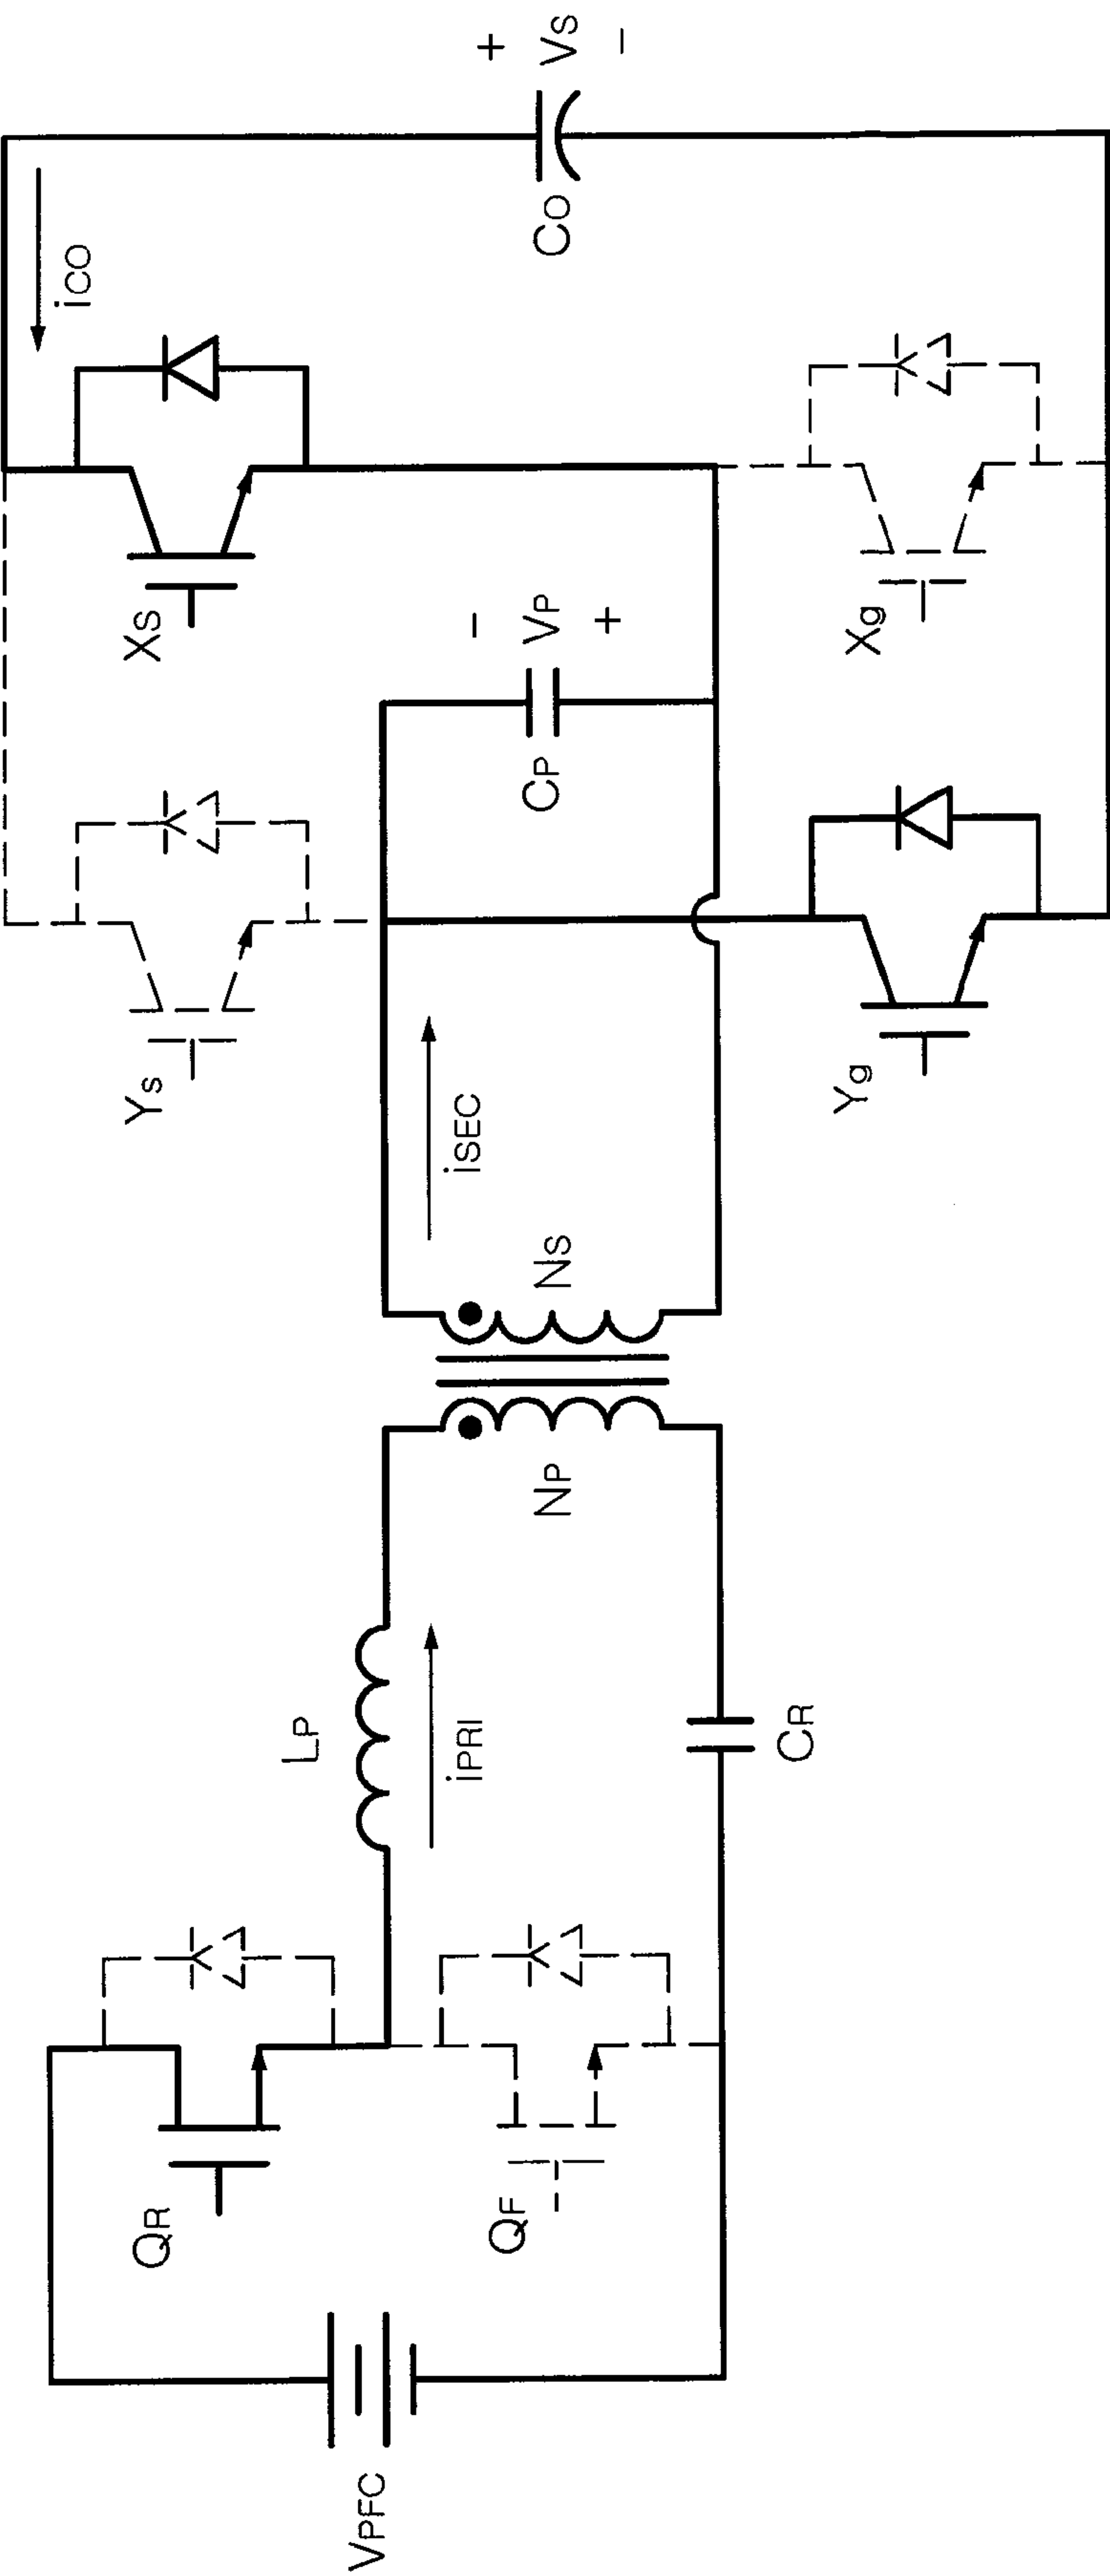 VPFC
QR
QF
LP
iPRI
CR
NP
NS
iSEC
YS
Yg
CP
- VP +
XS
Xg
iCO
CO
+ VS -